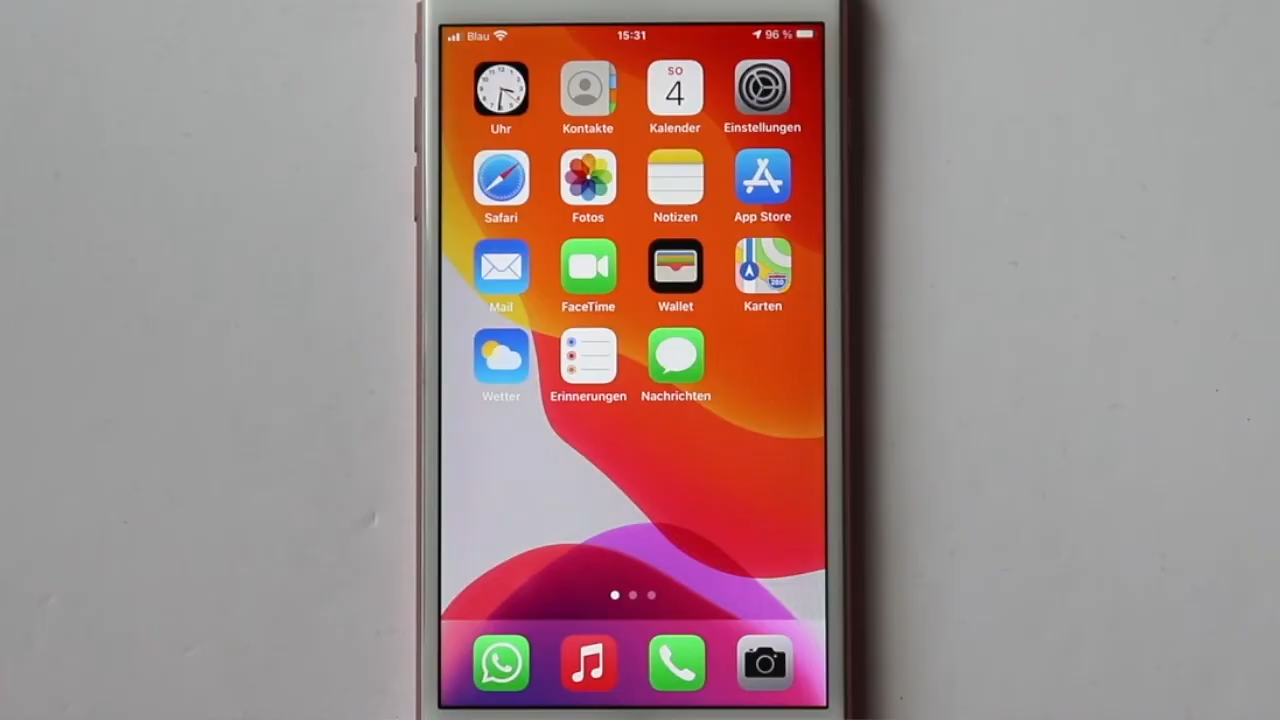 Blau 15:31 96 %
SO
4
Uhr Kontakte Kalender Einstellungen
Safari Fotos Notizen App Store
280
Mail FaceTime Wallet Karten
Wetter Erinnerungen Nachrichten